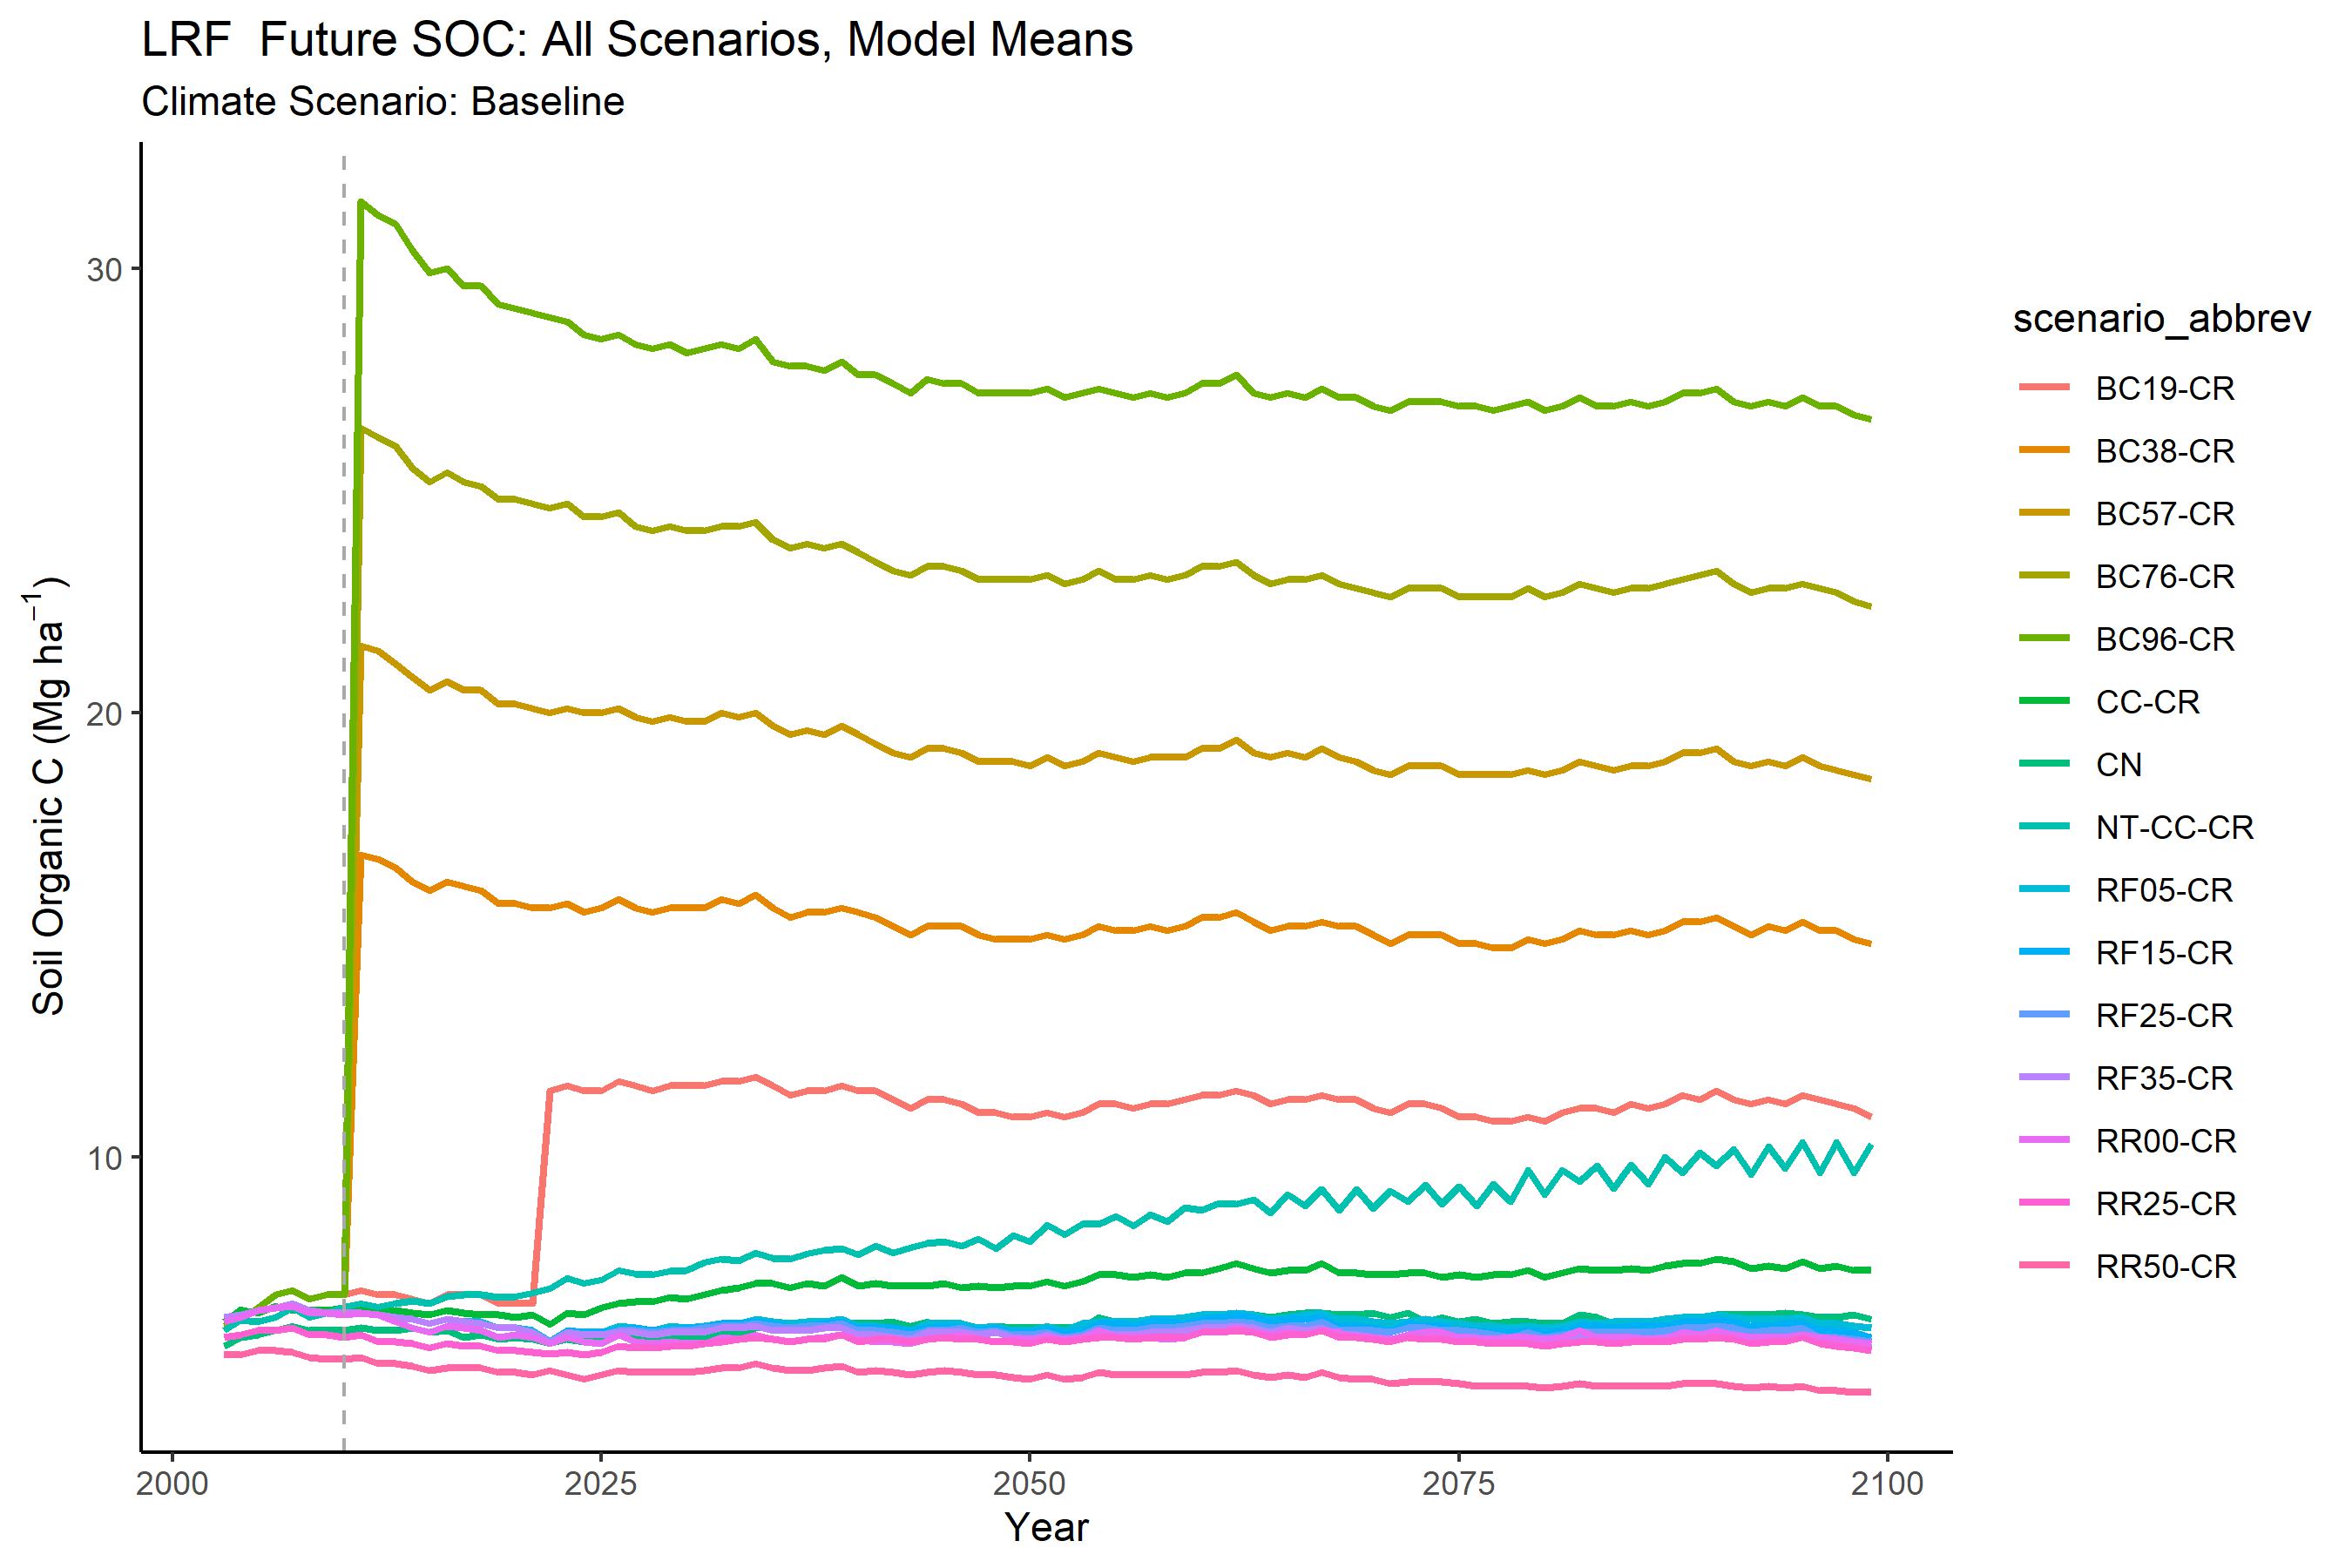 LRF  Future SOC: All Scenarios, Model Means
Climate Scenario: Baseline
Soil Organic C (Mg ha⁻¹)
30
20
10
2000
2025
2050
2075
2100
Year
scenario_abbrev
BC19-CR
BC38-CR
BC57-CR
BC76-CR
BC96-CR
CC-CR
CN
NT-CC-CR
RF05-CR
RF15-CR
RF25-CR
RF35-CR
RR00-CR
RR25-CR
RR50-CR